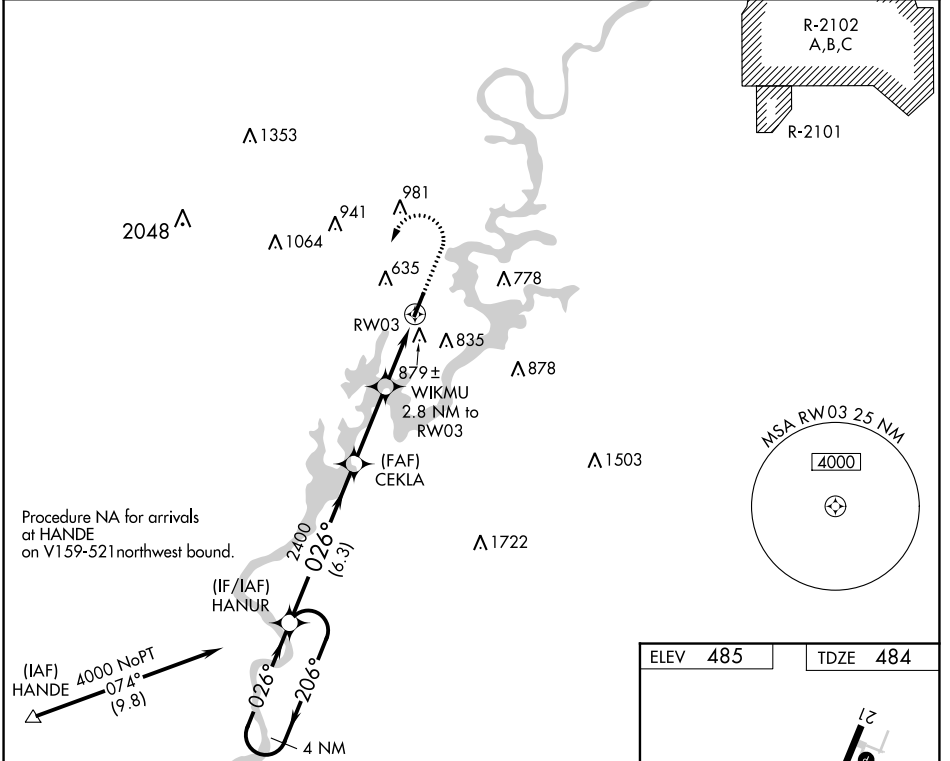 R-2102
A,B,C
R-2101
1353
981
941
2048
1064
635
778
RW03
835
879±
878
WIKMU
2.8 NM to
RW03
MSA RW03 25 NM
4000
(FAF)
CEKLA
1503
Procedure NA for arrivals
at HANDE
on V159-521northwest bound.
2400
026°
(6.3)
1722
(IF/IAF)
HANUR
(IAF)
HANDE
4000 NoPT
074°
(9.8)
026°
206°
4 NM
ELEV 485
TDZE 484
21
P